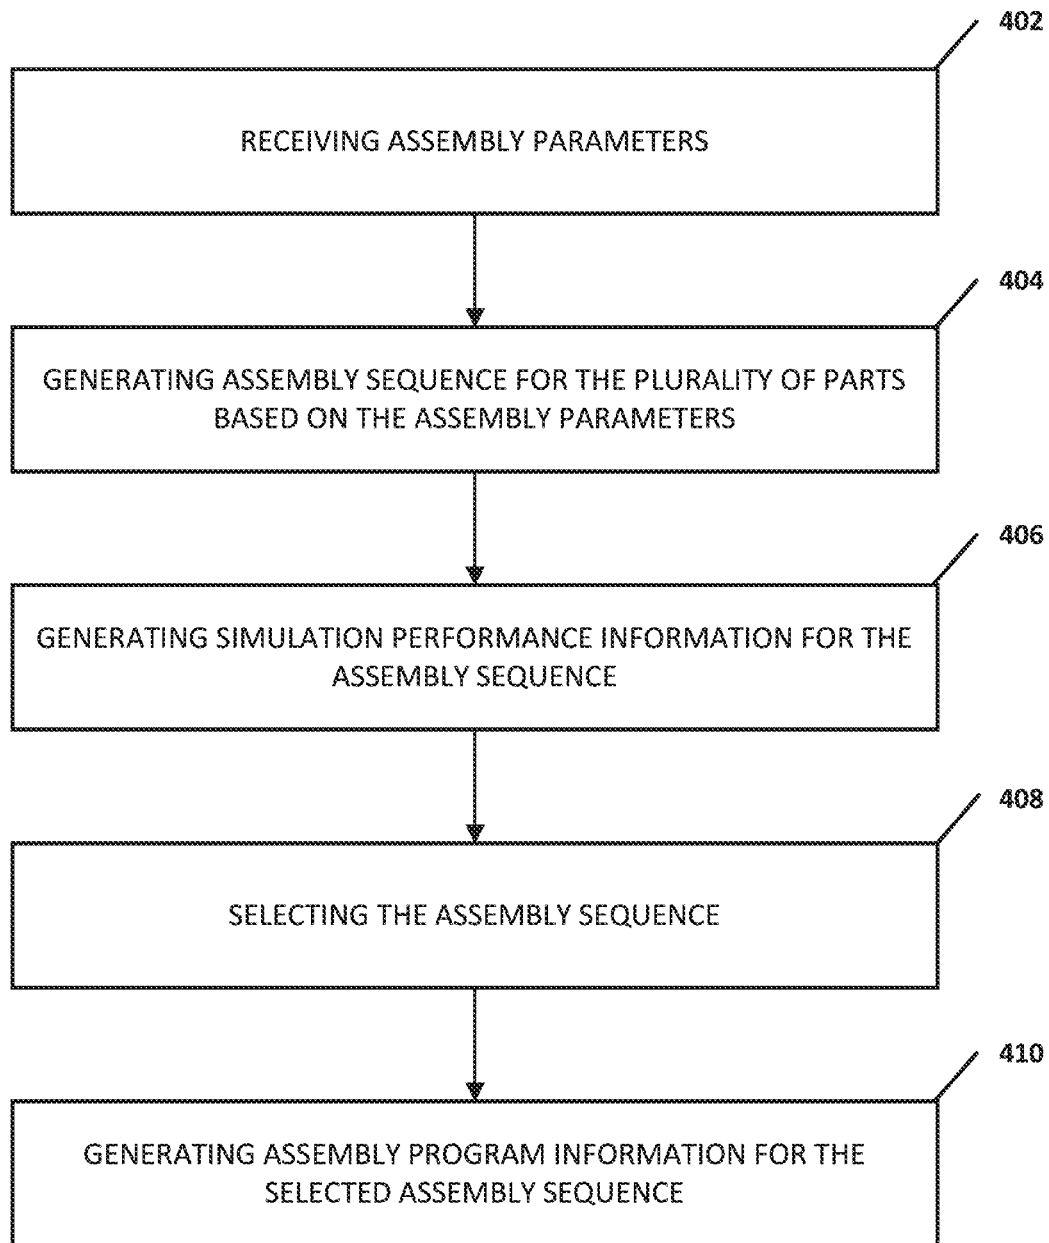 402
RECEIVING ASSEMBLY PARAMETERS
404
GENERATING ASSEMBLY SEQUENCE FOR THE PLURALITY OF PARTS
BASED ON THE ASSEMBLY PARAMETERS
406
GENERATING SIMULATION PERFORMANCE INFORMATION FOR THE
ASSEMBLY SEQUENCE
408
SELECTING THE ASSEMBLY SEQUENCE
410
GENERATING ASSEMBLY PROGRAM INFORMATION FOR THE
SELECTED ASSEMBLY SEQUENCE